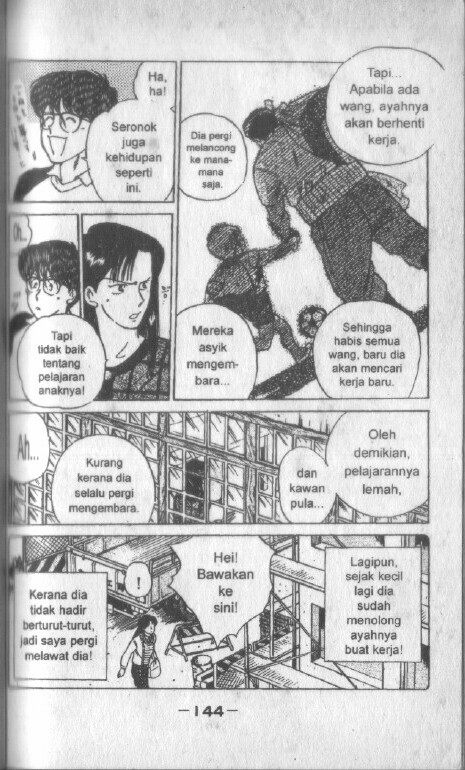 Tapi...
Apabila ada
wang, ayahnya
akan berhenti
kerja.
Dia pergi
melancong
ke mana-
mana
saja.
Sehingga
habis semua
wang, baru dia
akan mencari
kerja baru.
Mereka
asyik
mengem-
bara...
Ha,
ha!
Seronok
juga
kehidupan
seperti
ini.
Tapi
tidak baik
tentang
pelajaran
anaknya!
Oh...
Oleh
demikian,
pelajarannya
lemah,
dan
kawan
pula...
Kurang
kerana dia
selalu pergi
mengembara.
Ah...
Lagipun,
sejak kecil
lagi dia
sudah
menolong
ayahnya
buat kerja!
Hei!
Bawakan
ke
sini!
!
Kerana dia
tidak hadir
berturut-turut,
jadi saya pergi
melawat dia!
—144—